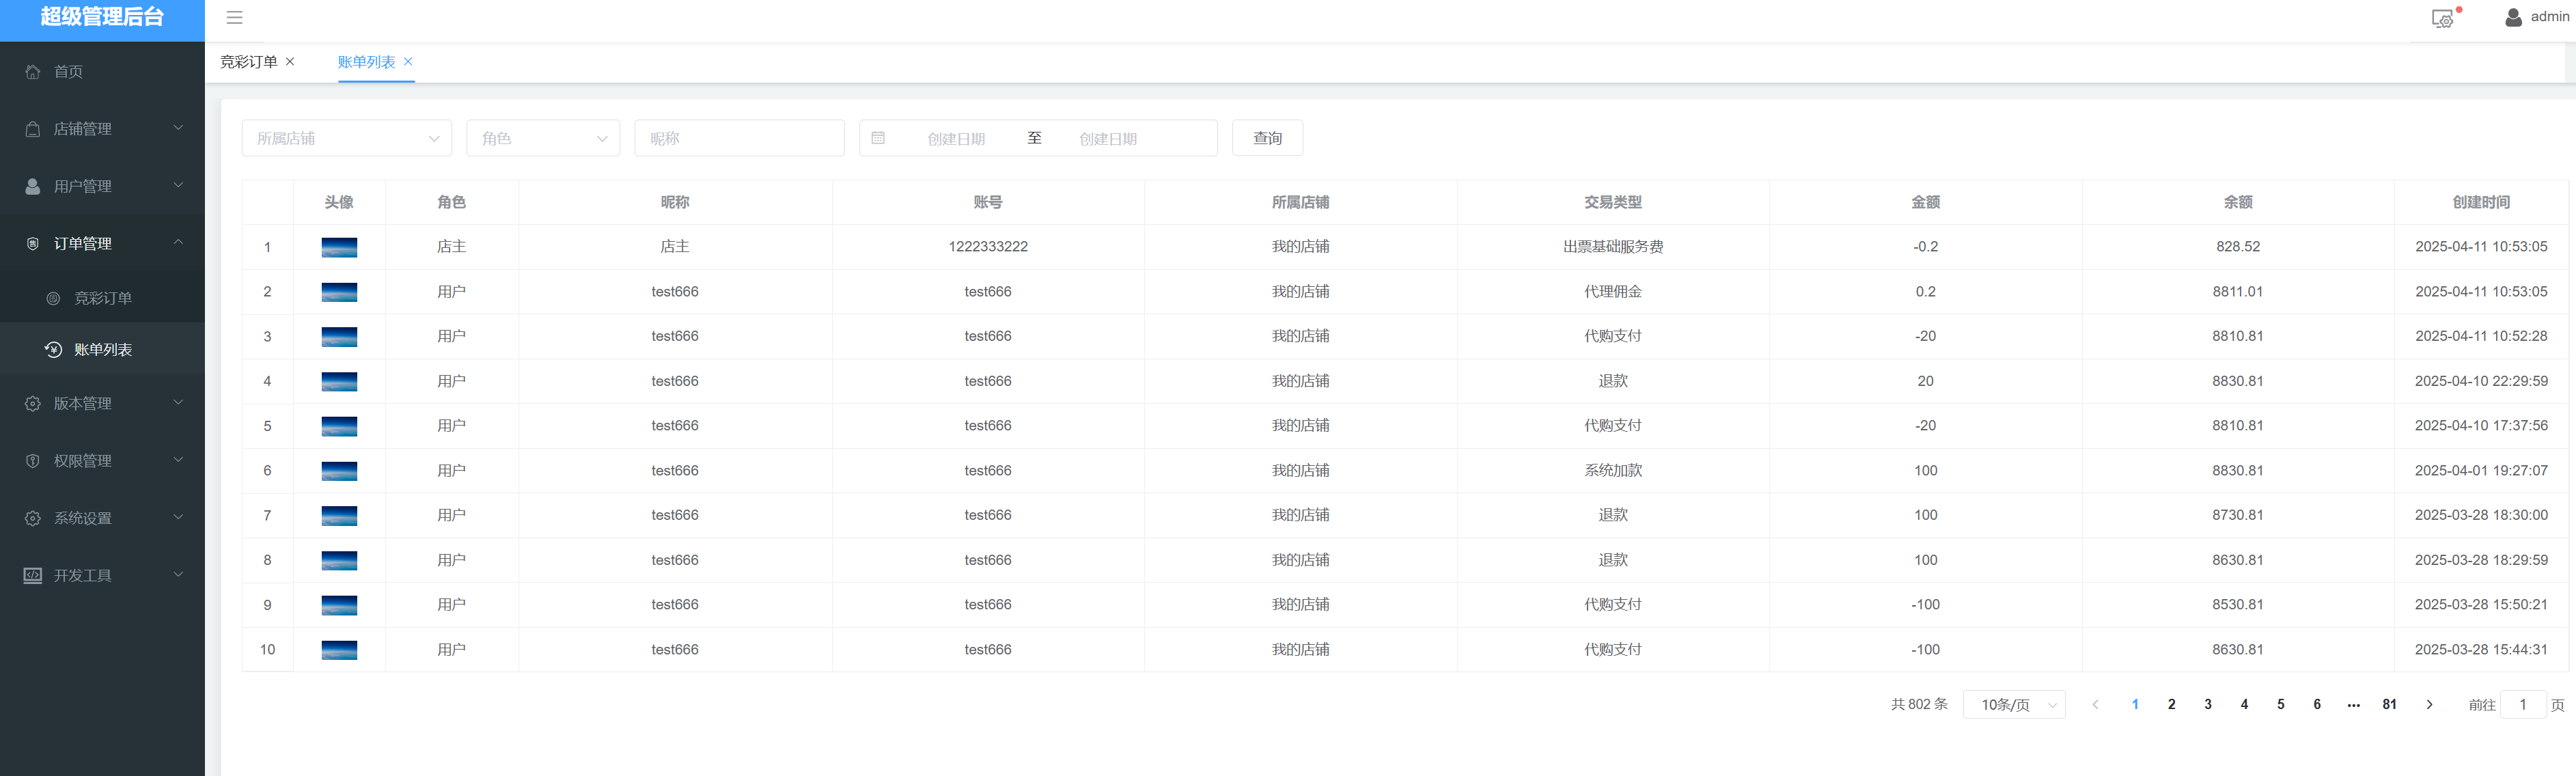 超级管理后台
admin
首页
店铺管理
用户管理
订单管理
竞彩订单
账单列表
版本管理
权限管理
系统设置
开发工具
竞彩订单 × 账单列表 ×
所属店铺 角色 昵称 创建日期 至 创建日期 查询
头像 角色 昵称 账号 所属店铺 交易类型 金额 余额 创建时间
1 店主 店主 1222333222 我的店铺 出票基础服务费 -0.2 828.52 2025-04-11 10:53:05
2 用户 test666 test666 我的店铺 代理佣金 0.2 8811.01 2025-04-11 10:53:05
3 用户 test666 test666 我的店铺 代购支付 -20 8810.81 2025-04-11 10:52:28
4 用户 test666 test666 我的店铺 退款 20 8830.81 2025-04-10 22:29:59
5 用户 test666 test666 我的店铺 代购支付 -20 8810.81 2025-04-10 17:37:56
6 用户 test666 test666 我的店铺 系统加款 100 8830.81 2025-04-01 19:27:07
7 用户 test666 test666 我的店铺 退款 100 8730.81 2025-03-28 18:30:00
8 用户 test666 test666 我的店铺 退款 100 8630.81 2025-03-28 18:29:59
9 用户 test666 test666 我的店铺 代购支付 -100 8530.81 2025-03-28 15:50:21
10 用户 test666 test666 我的店铺 代购支付 -100 8630.81 2025-03-28 15:44:31
共 802 条 10条/页 < 1 2 3 4 5 6 ••• 81 > 前往 1 页